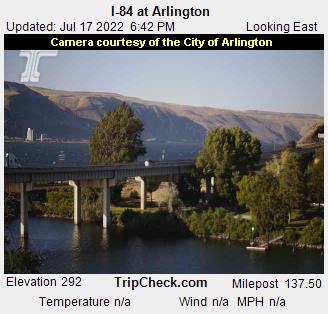 I-84 at Arlington
Updated: Jul 17 2022 6:42 PM Looking East
Camera courtesy of the City of Arlington
Elevation 292 TripCheck.com Milepost 137.50
Temperature n/a Wind n/a MPH n/a